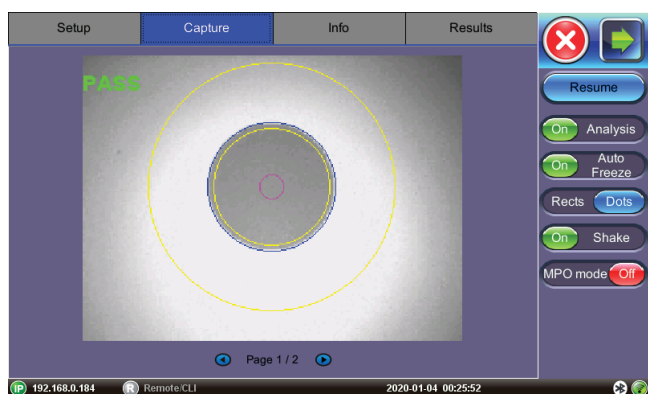 Setup Capture Info Results
PASS
Resume
On Analysis
On Auto Freeze
Rects Dots
On Shake
MPO mode Off
Page 1 / 2
IP 192.168.0.184 R Remote/CLI 2020-01-04 00:25:52